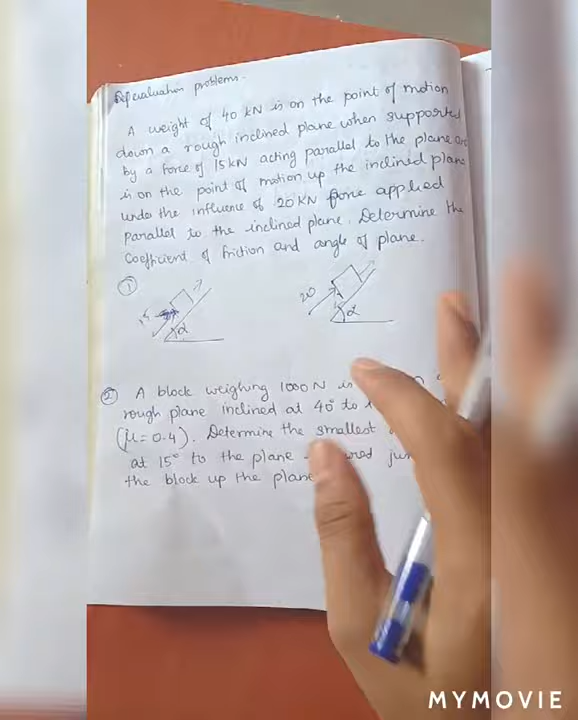 Self evaluation problems.
A weight of 40 kN is on the point of motion
down a rough inclined plane when supported
by a force of 15 kN acting parallel to the plane and
is on the point of motion up the inclined plane
under the influence of 20 KN force applied
parallel to the inclined plane. Determine the
Coefficient of friction and angle of plane.
①
15
α
20
α
② A block weighing 1000 N is
rough plane inclined at 40° to
(μ = 0.4). Determine the smallest
at 15° to the plane
the block up the plane
MYMOVIE